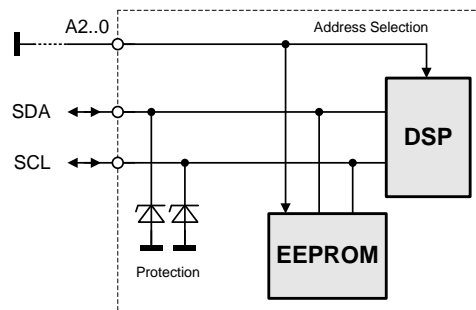 A2..0
Address Selection
SDA
DSP
SCL
EEPROM
Protection